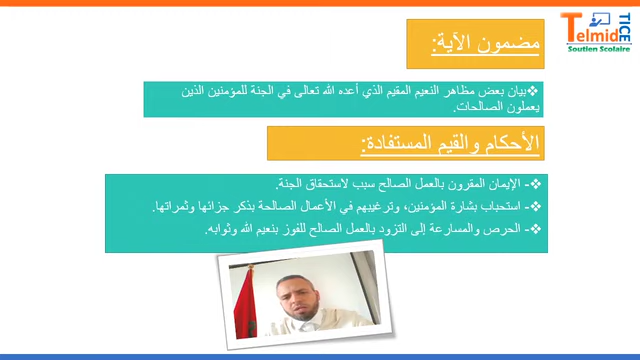 Telmid TICE
Soutien Scolaire
مضمون الآية:
❖بيان بعض مظاهر النعيم المقيم الذي أعده الله تعالى في الجنة للمؤمنين الذين
يعملون الصالحات.
الأحكام والقيم المستفادة:
❖- الإيمان المقرون بالعمل الصالح سبب لاستحقاق الجنة.
❖- استحباب بشارة المؤمنين، وترغيبهم في الأعمال الصالحة بذكر جزائها وثمراتها.
❖- الحرص والمسارعة إلى التزود بالعمل الصالح للفوز بنعيم الله وثوابه.